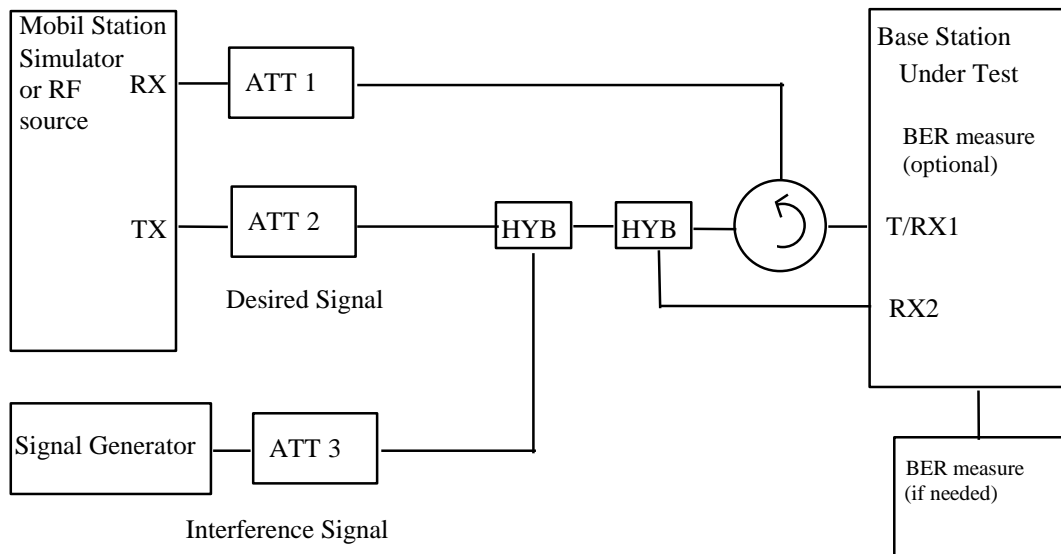 Mobil Station
Simulator
or RF
source
RX
TX
ATT 1
ATT 2
Desired Signal
HYB
HYB
Base Station
Under Test
BER measure
(optional)
T/RX1
RX2
Signal Generator
ATT 3
Interference Signal
BER measure
(if needed)